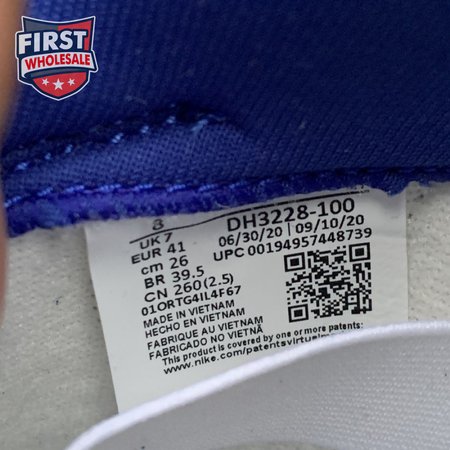 FIRST
WHOLESALE
8
UK 7
EUR 41
cm 26
BR 39.5
CN 260 (2.5)
01ORTG4IL4F67
MADE IN VIETNAM
HECHO EN VIETNAM
FABRIQUÉ AU VIETNAM
FABRICADO NO VIETNÃ
DH3228-100
06/30/20 09/10/20
UPC 00194957448739
This product is covered by one or more patents:
www.nike.com/patents